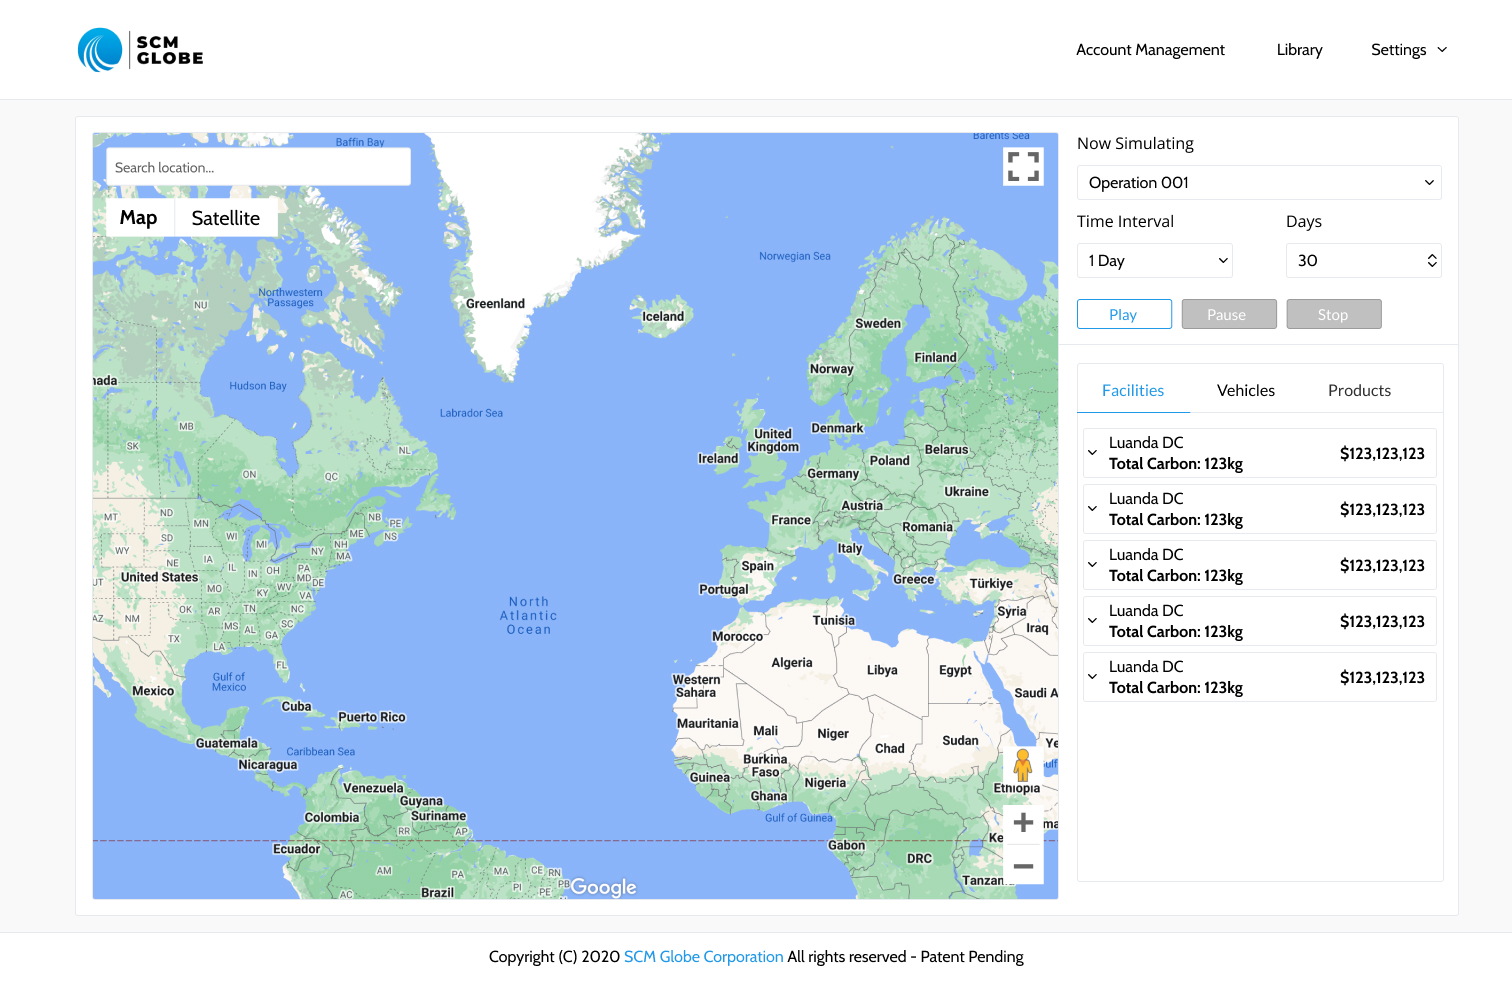 SCM
GLOBE
Account Management
Library
Settings
Search location...
Map
Satellite
Baffin Bay
Barents Sea
Norwegian Sea
Northwestern
Passages
NU
Greenland
Iceland
Sweden
Finland
Norway
nada
Hudson Bay
Labrador Sea
MB
SK
ON
QC
NL
Denmark
United
Kingdom
Ireland
Belarus
Poland
Germany
Ukraine
Austria
France
Romania
Italy
Spain
Portugal
Greece
Türkiye
Syria
Iraq
MT
ND
MN
SD
WI
MI
NB
PE
NS
NH
ME
NY
MA
WY
IA
IL
IN
OH
PA
MD
DE
UT
United States
MO
KY
WV
VA
OK
AR
TN
NC
AZ
NM
MS
AL
SC
GA
TX
FL
North
Atlantic
Ocean
Tunisia
Morocco
Algeria
Libya
Egypt
Western
Sahara
Saudi A
Gulf of
Mexico
Mexico
Cuba
Puerto Rico
Mauritania
Mali
Niger
Chad
Sudan
Ye
Guatemala
Caribbean Sea
Nicaragua
Burkina
Faso
Guinea
Ghana
Nigeria
Ethiopia
Gulf of Guinea
Venezuela
Guyana
Suriname
Colombia
RR
AP
Ecuador
Gabon
DRC
Ke
Tanzan
AM
PA
MA
CE
RN
PB
PI
PE
AC
Brazil
Google
Now Simulating
Operation 001
Time Interval
Days
1 Day
30
Play
Pause
Stop
Facilities
Vehicles
Products
Luanda DC
Total Carbon: 123kg
$123,123,123
Luanda DC
Total Carbon: 123kg
$123,123,123
Luanda DC
Total Carbon: 123kg
$123,123,123
Luanda DC
Total Carbon: 123kg
$123,123,123
Luanda DC
Total Carbon: 123kg
$123,123,123
Copyright (C) 2020 SCM Globe Corporation All rights reserved - Patent Pending